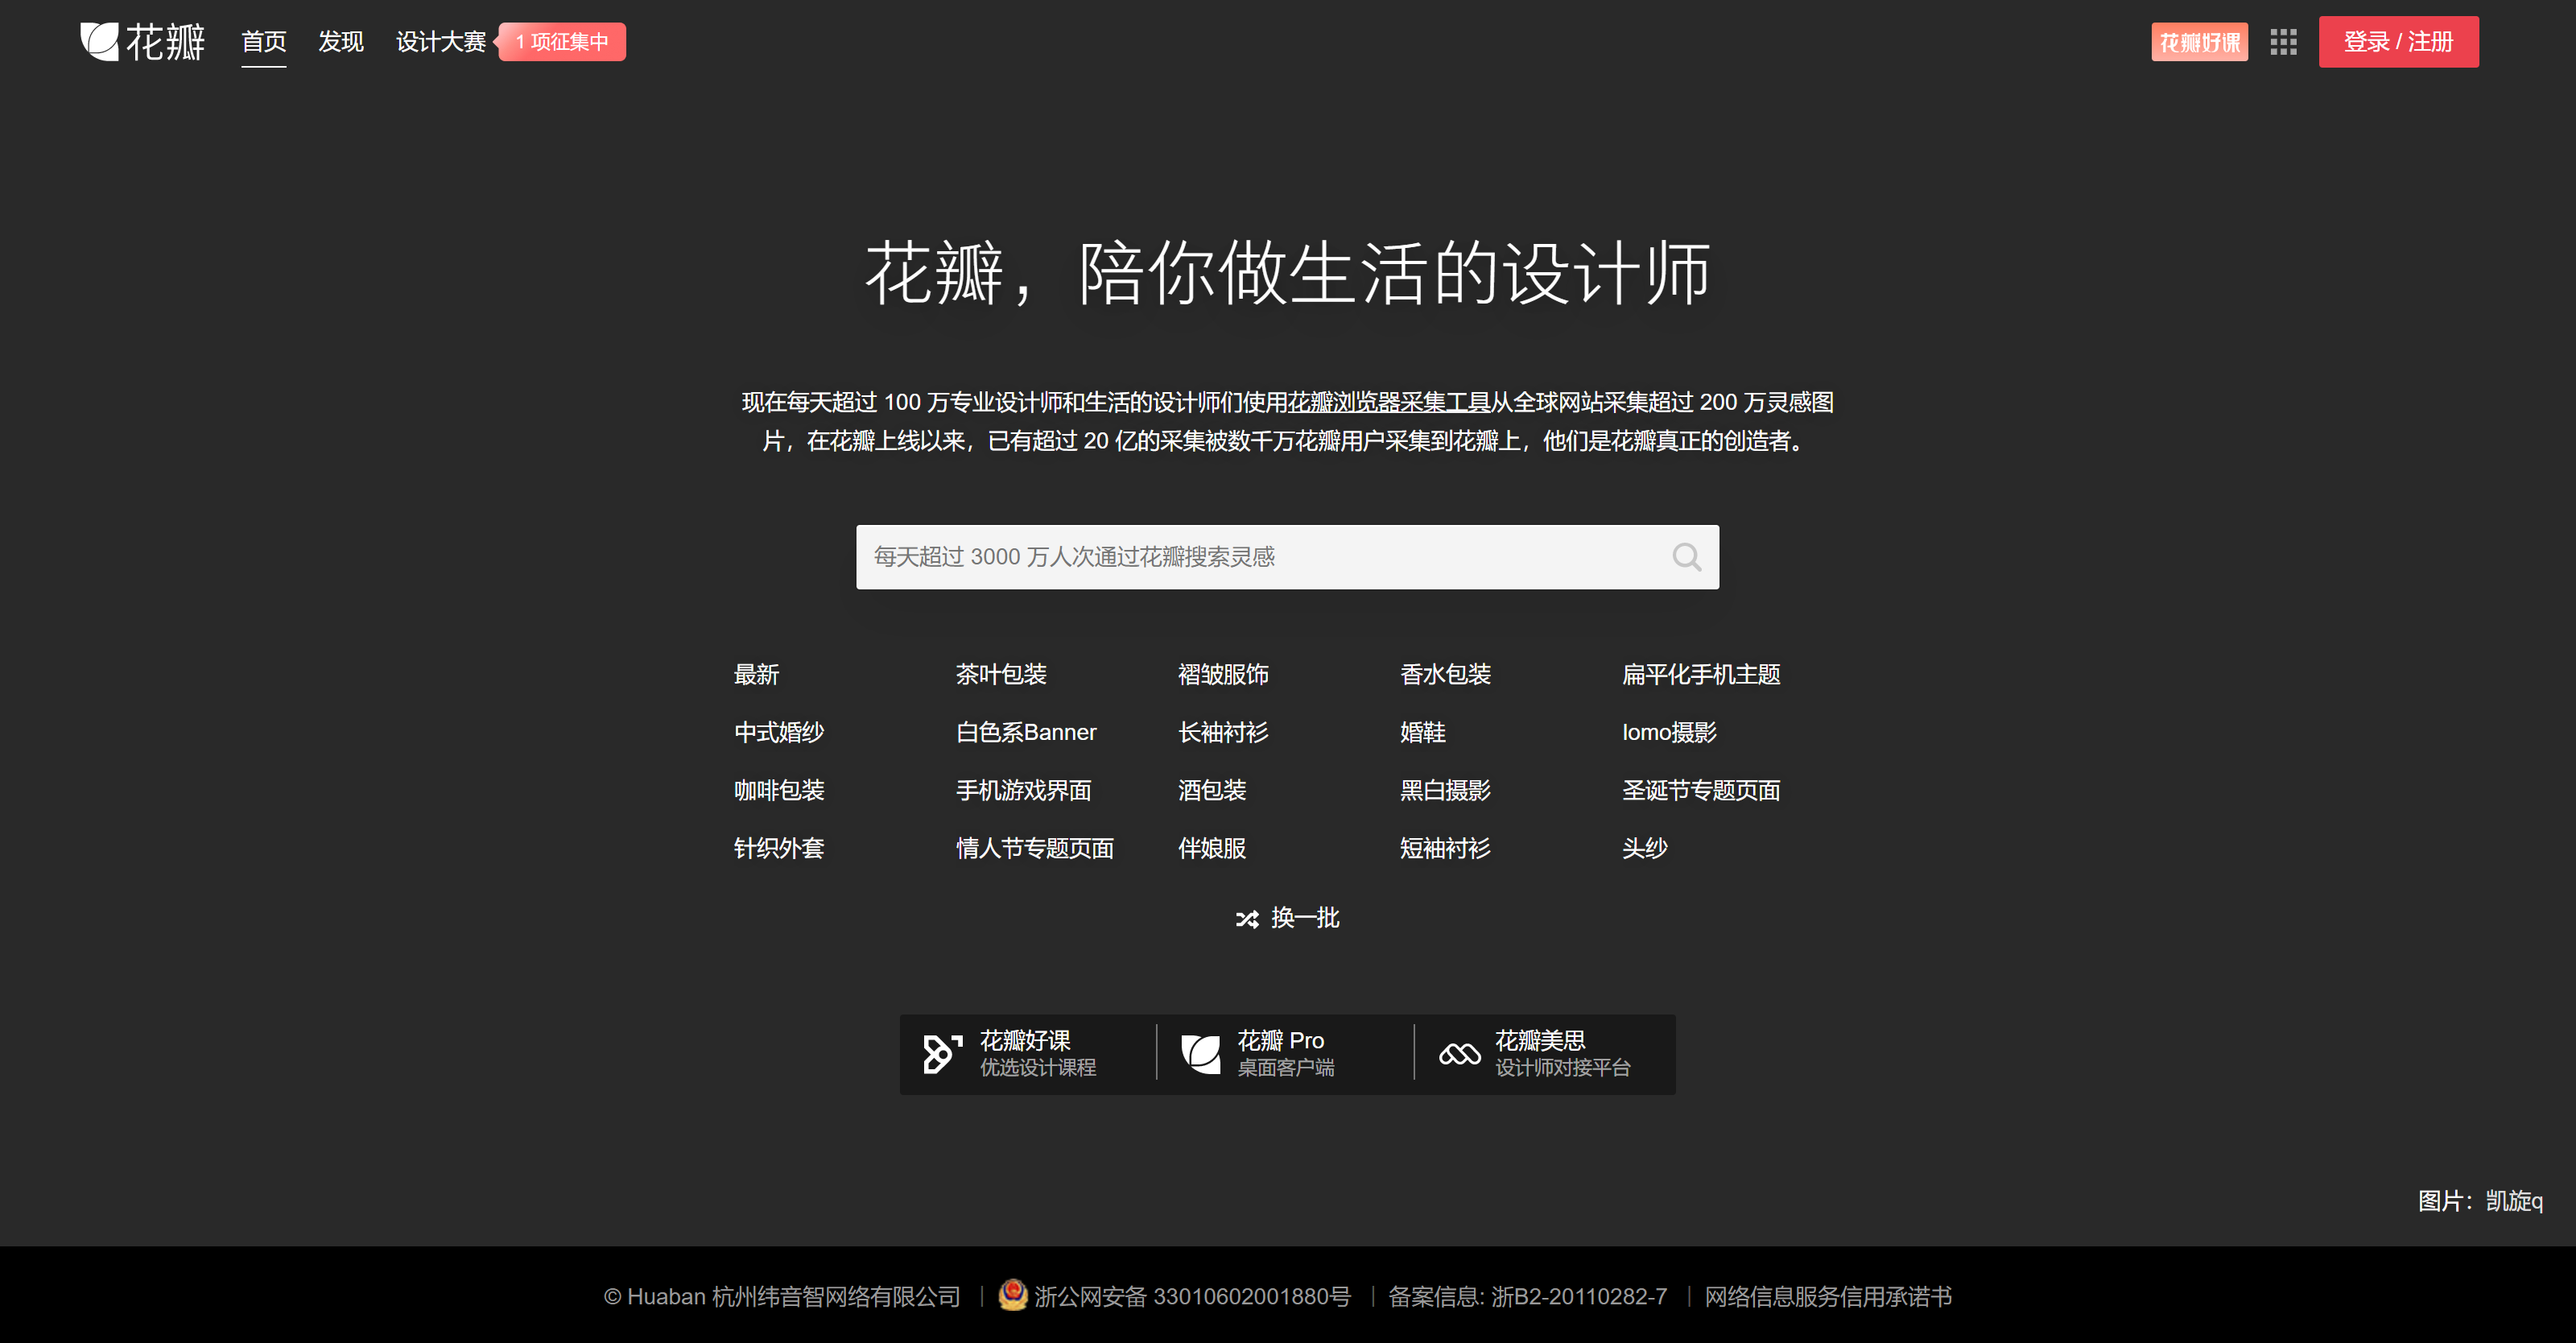 花瓣 首页 发现 设计大赛 1 项征集中 花瓣好课 登录 / 注册
花瓣，陪你做生活的设计师
现在每天超过 100 万专业设计师和生活的设计师们使用花瓣浏览器采集工具从全球网站采集超过 200 万灵感图
片，在花瓣上线以来，已有超过 20 亿的采集被数千万花瓣用户采集到花瓣上，他们是花瓣真正的创造者。
每天超过 3000 万人次通过花瓣搜索灵感
最新 茶叶包装 褶皱服饰 香水包装 扁平化手机主题
中式婚纱 白色系Banner 长袖衬衫 婚鞋 lomo摄影
咖啡包装 手机游戏界面 酒包装 黑白摄影 圣诞节专题页面
针织外套 情人节专题页面 伴娘服 短袖衬衫 头纱
换一批
花瓣好课 花瓣 Pro 花瓣美思
优选设计课程 桌面客户端 设计师对接平台
图片：凯旋q
© Huaban 杭州纬音智网络有限公司 | 浙公网安备 33010602001880号 | 备案信息: 浙B2-20110282-7 | 网络信息服务信用承诺书